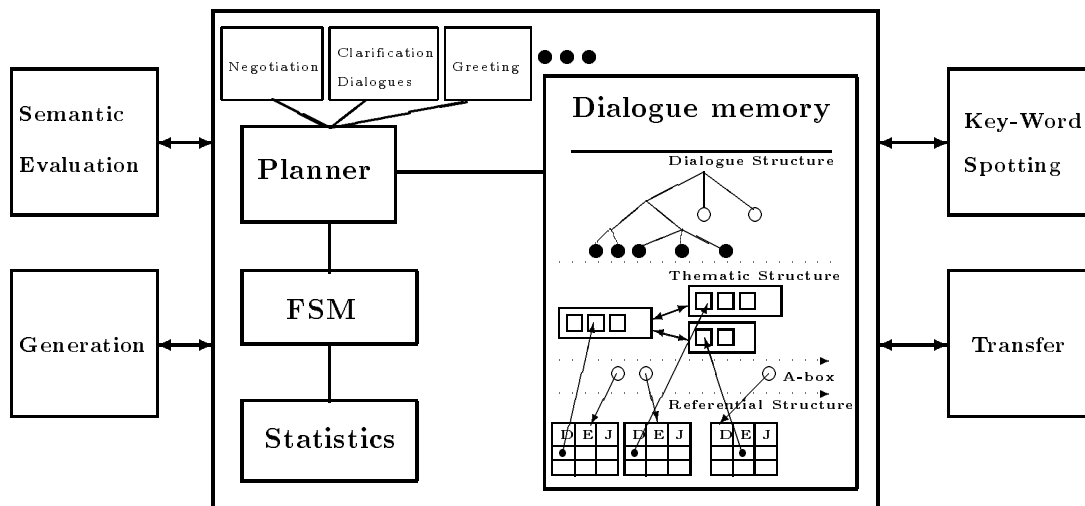 Semantic
Evaluation
Generation
Negotiation
Clarification
Dialogues
Greeting
Planner
FSM
Statistics
Dialogue memory
Dialogue Structure
Thematic Structure
A-box
Referential Structure
D E J
D E J
D E J
Key-Word
Spotting
Transfer